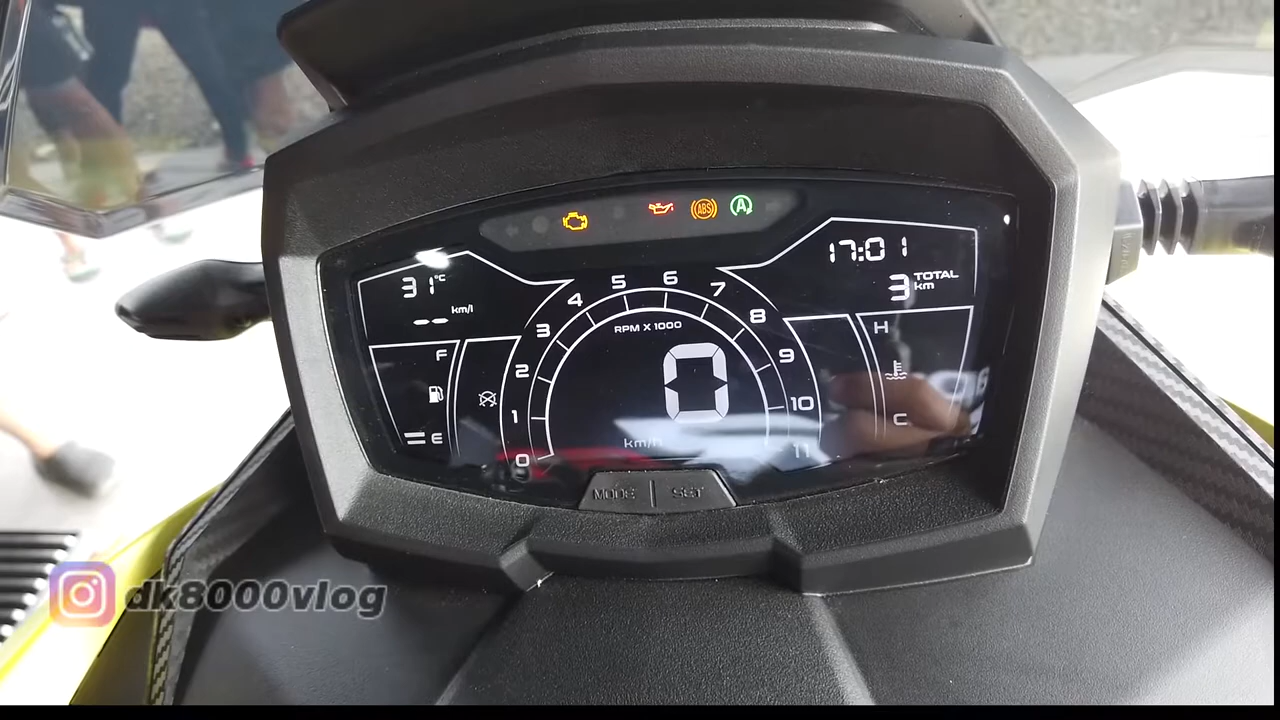 ABS A
17:01
31°C
3 TOTAL km
-- km/l
4 5 6 7
3 8
RPM X 1000
F
H
2 9
0
1 10
C
E
km/h
0 11
MODE | SET
dk8000vlog